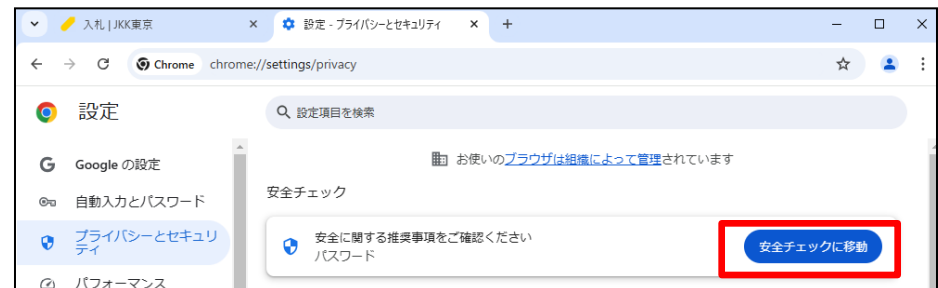 入札 | JKK東京
設定 - プライバシーとセキュリティ
Chrome chrome://settings/privacy
設定
設定項目を検索
Google の設定
お使いのブラウザは組織によって管理されています
自動入力とパスワード
安全チェック
プライバシーとセキュリ
ティ
安全に関する推奨事項をご確認ください
パスワード
安全チェックに移動
パフォーマンス